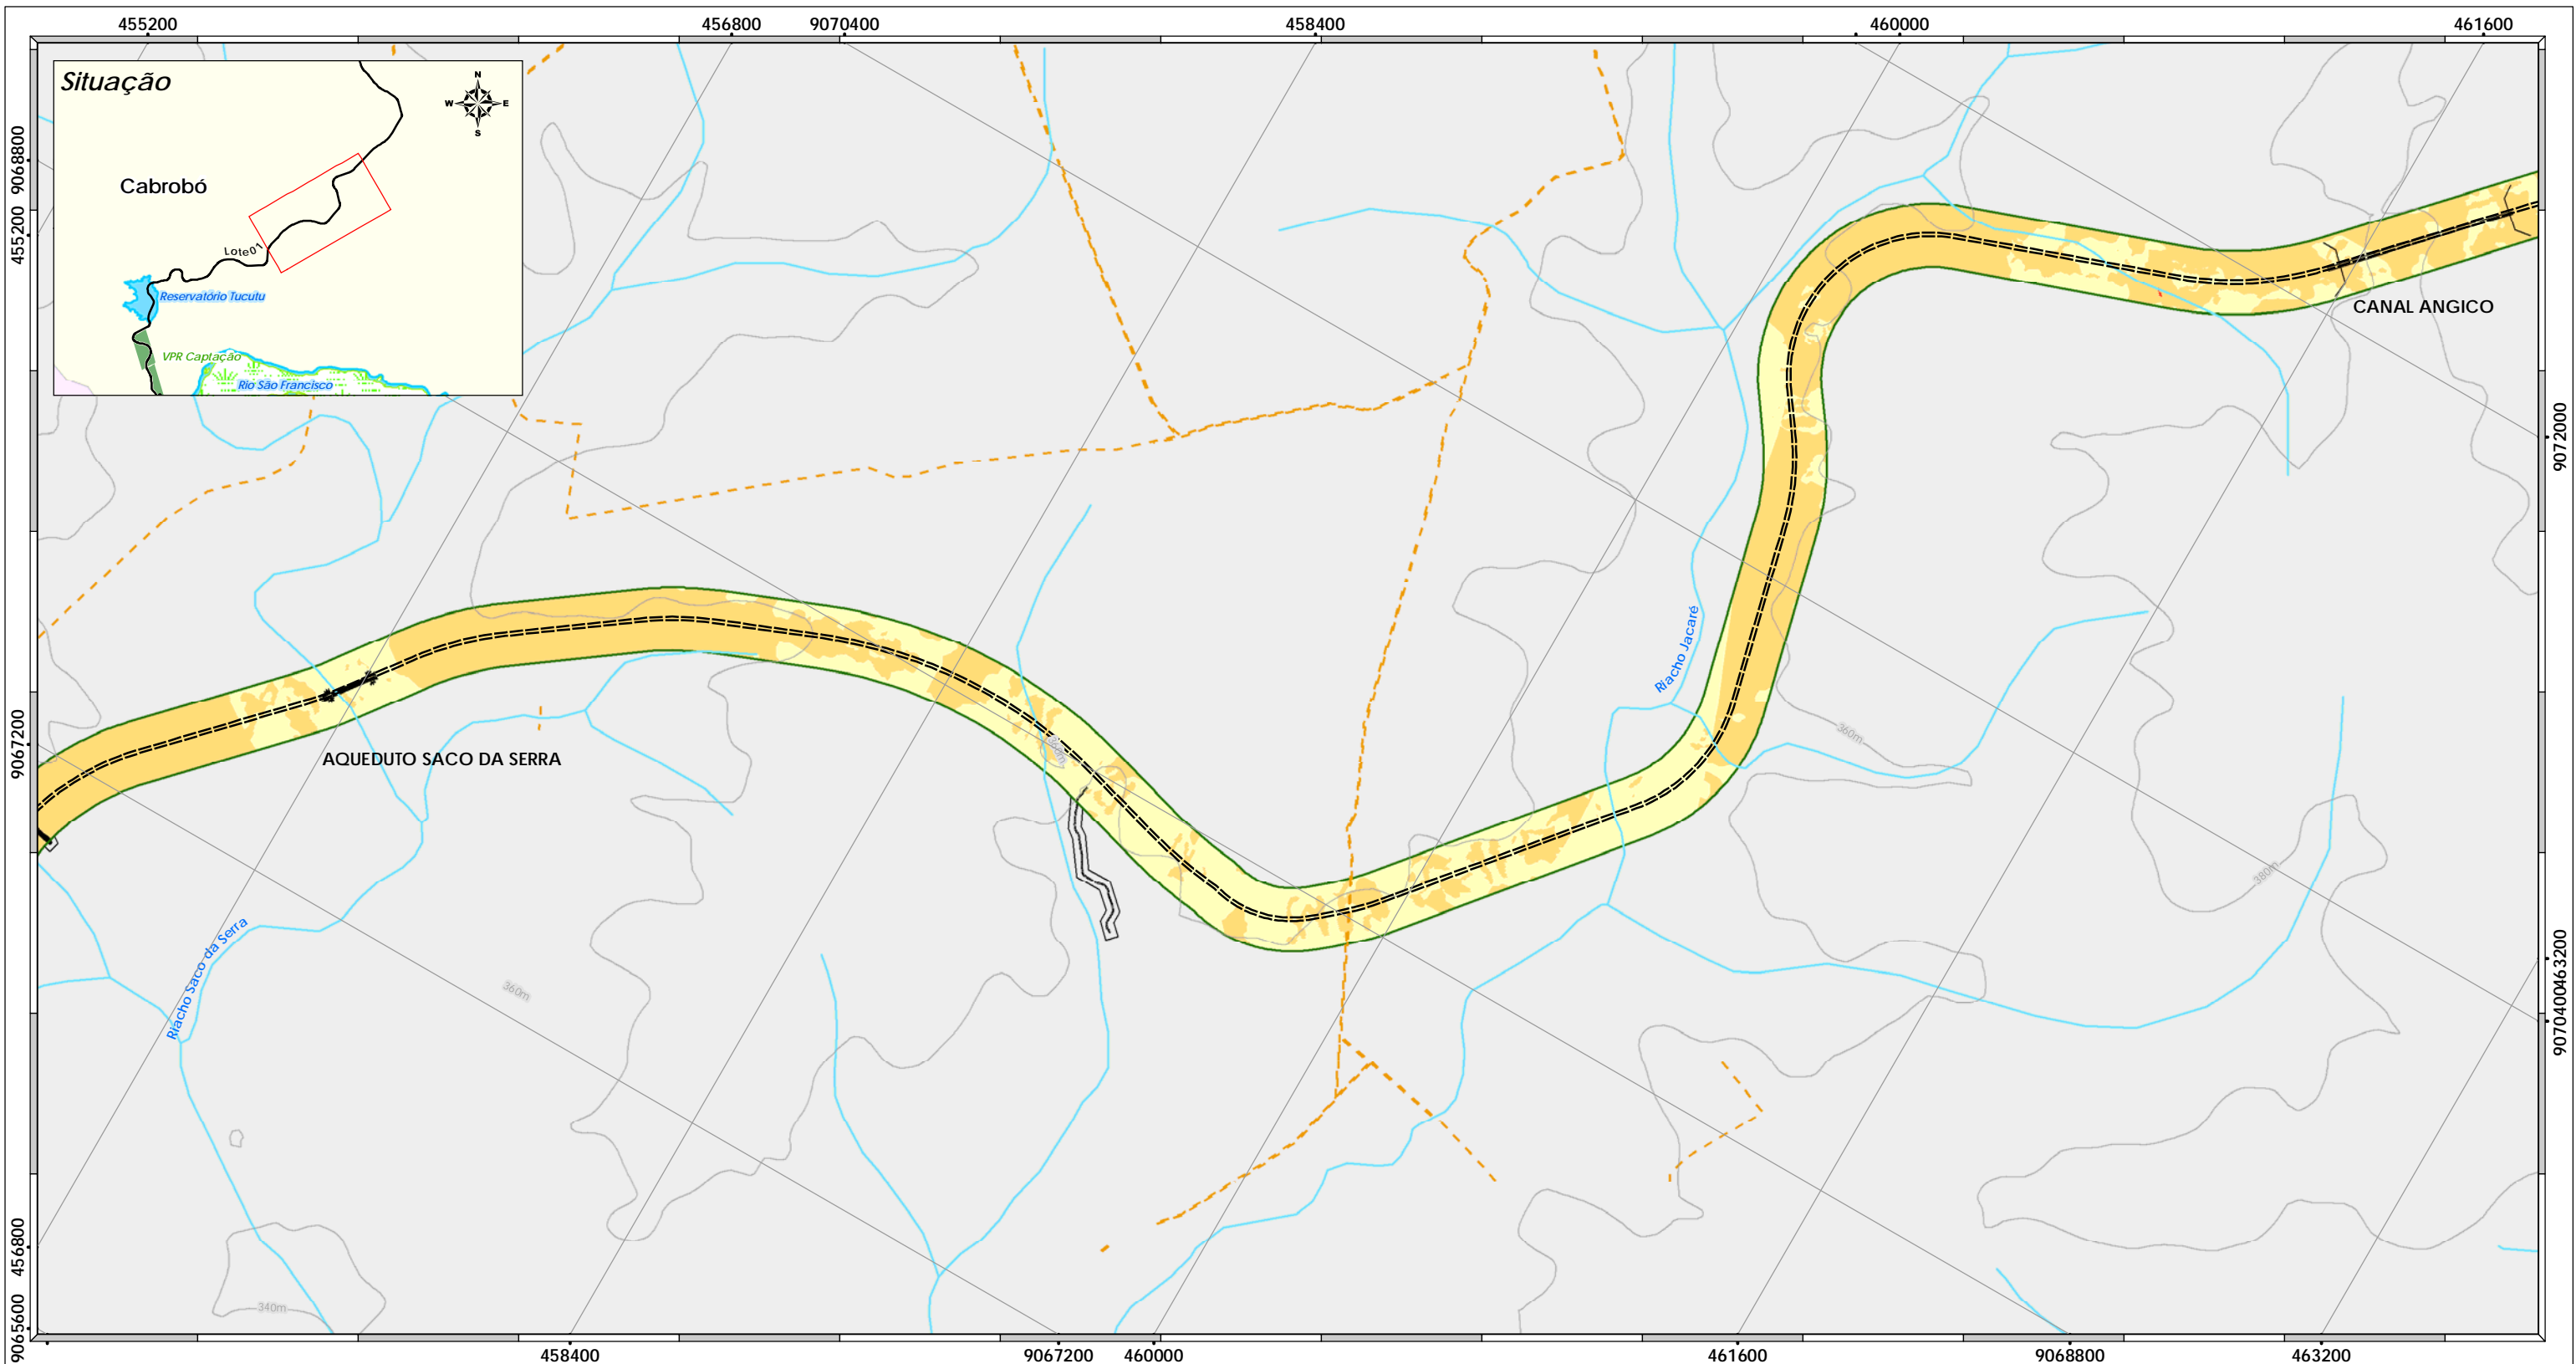 455200
456800
9070400
458400
460000
461600
Situação
N
W
E
S
Cabrobó
Lote01
Reservatório Tucutu
VPR Captação
Rio São Francisco
9068800
455200
9067200
456800
9065600
CANAL ANGICO
9072000
Riacho Jacaré
360m
AQUEDUTO SACO DA SERRA
360m
380m
Riacho Saco da Serra
360m
463200
9070400
340m
458400
9067200
460000
461600
9068800
463200